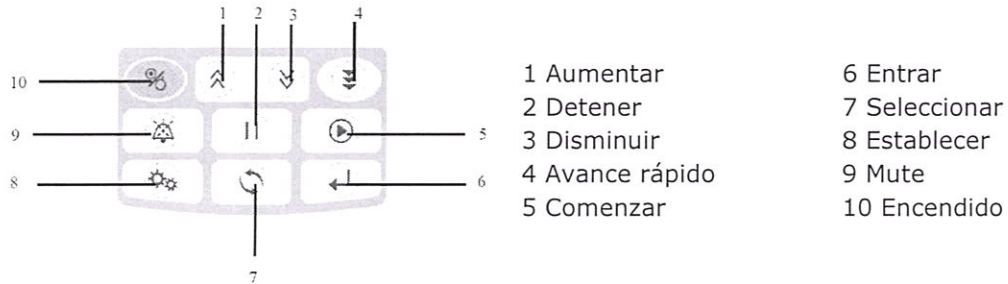 1 2 3 4
10
9 5
8 6
7
1 Aumentar
2 Detener
3 Disminuir
4 Avance rápido
5 Comenzar
6 Entrar
7 Seleccionar
8 Establecer
9 Mute
10 Encendido